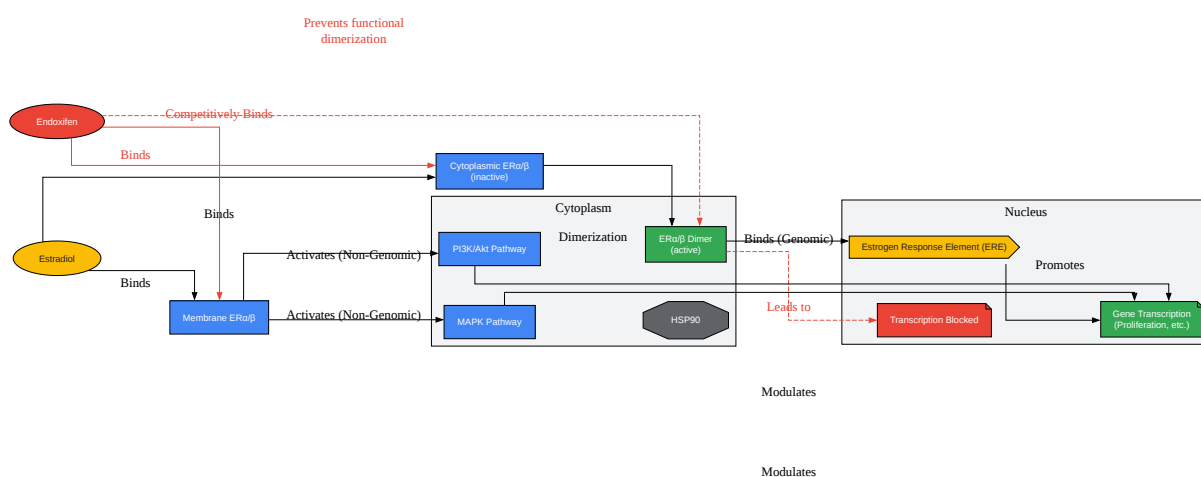 Prevents functional
dimerization
Competitively Binds
Endoxifen
Binds
Cytoplasmic ERα/β
(inactive)
Cytoplasm
Nucleus
Binds
Dimerization
ERα/β Dimer
(active)
Binds (Genomic)
Estrogen Response Element (ERE)
PI3K/Akt Pathway
Activates (Non-Genomic)
Estradiol
Promotes
Binds
Leads to
Membrane ERα/β
Activates (Non-Genomic)
MAPK Pathway
HSP90
Transcription Blocked
Gene Transcription
(Proliferation, etc.)
Modulates
Modulates